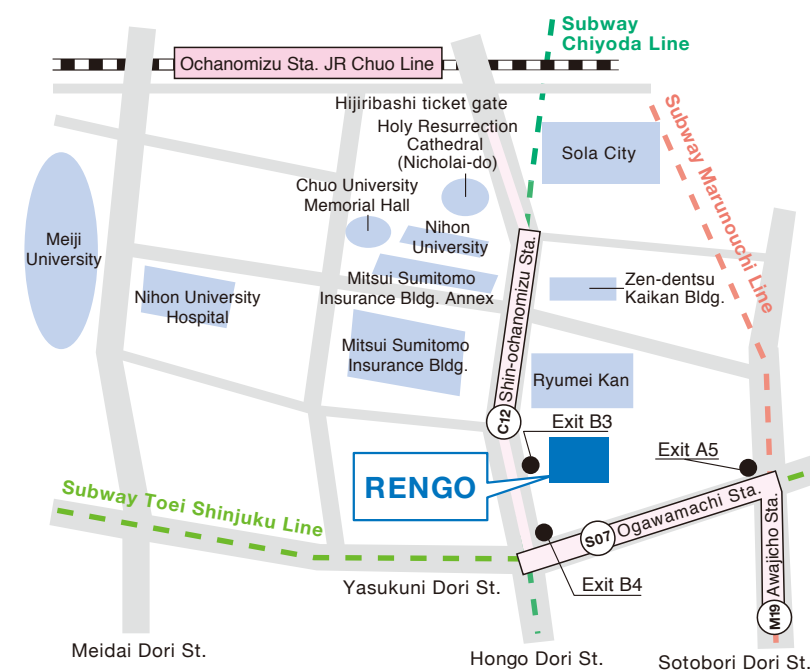 Subway
Chiyoda Line
Ochanomizu Sta. JR Chuo Line
Hijiribashi ticket gate
Holy Resurrection
Cathedral
(Nicholai-do)
Sola City
Subway Marunouchi Line
Chuo University
Memorial Hall
Meiji
University
Nihon
University
Shin-ochanomizu Sta.
C12
Mitsui Sumitomo
Insurance Bldg. Annex
Zen-dentsu
Kaikan Bldg.
Nihon University
Hospital
Mitsui Sumitomo
Insurance Bldg.
Ryumei Kan
Exit B3
Exit A5
RENGO
Subway Toei Shinjuku Line
S07 Ogawamachi Sta.
M19 Awajicho Sta.
Exit B4
Yasukuni Dori St.
Meidai Dori St.
Hongo Dori St.
Sotobori Dori St.